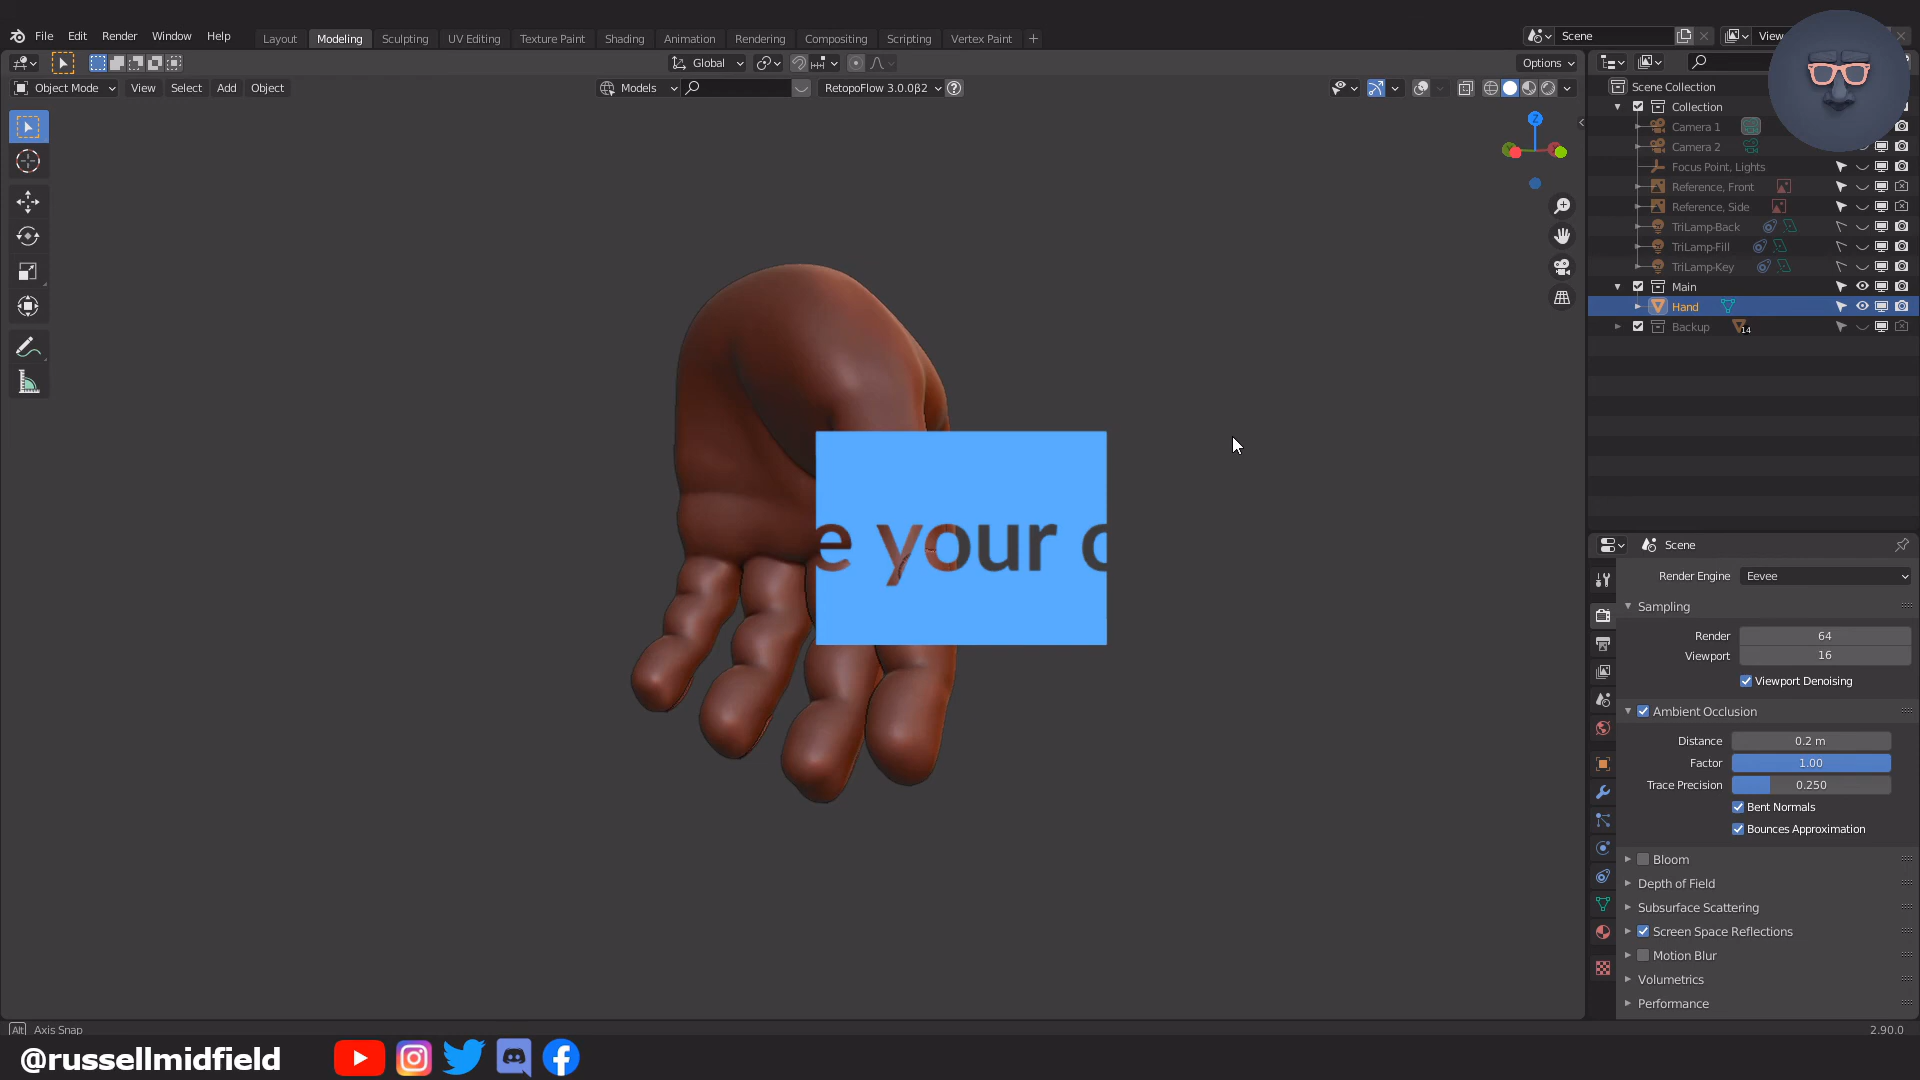 File Edit Render Window Help Layout Modeling Sculpting UV Editing Texture Paint Shading Animation Rendering Compositing Scripting Vertex Paint + Scene View
Global Options
Object Mode View Select Add Object Models RetopoFlow 3.0.0β2
Scene Collection
Collection
Camera 1
Camera 2
Focus Point, Lights
Reference, Front
Reference, Side
TriLamp-Back
TriLamp-Fill
TriLamp-Key
Main
Hand
Backup 14
Z
e your c
Scene
Render Engine Eevee
Sampling
Render 64
Viewport 16
Viewport Denoising
Ambient Occlusion
Distance 0.2 m
Factor 1.00
Trace Precision 0.250
Bent Normals
Bounces Approximation
Bloom
Depth of Field
Subsurface Scattering
Screen Space Reflections
Motion Blur
Volumetrics
Performance
Alt Axis Snap 2.90.0
@russellmidfield